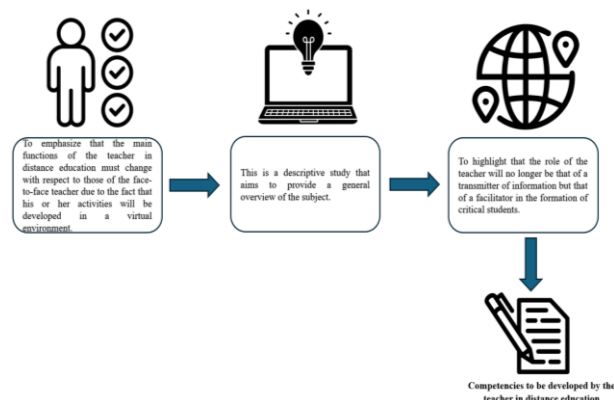 To emphasize that the main
functions of the teacher in
distance education must change
with respect to those of the face-
to-face teacher due to the fact that
his or her activities will be
developed in a virtual
environment.
This is a descriptive study that
aims to provide a general
overview of the subject.
To highlight that the role of the
teacher will no longer be that of a
transmitter of information but that
of a facilitator in the formation of
critical students.
Competencies to be developed by the
teacher in distance education